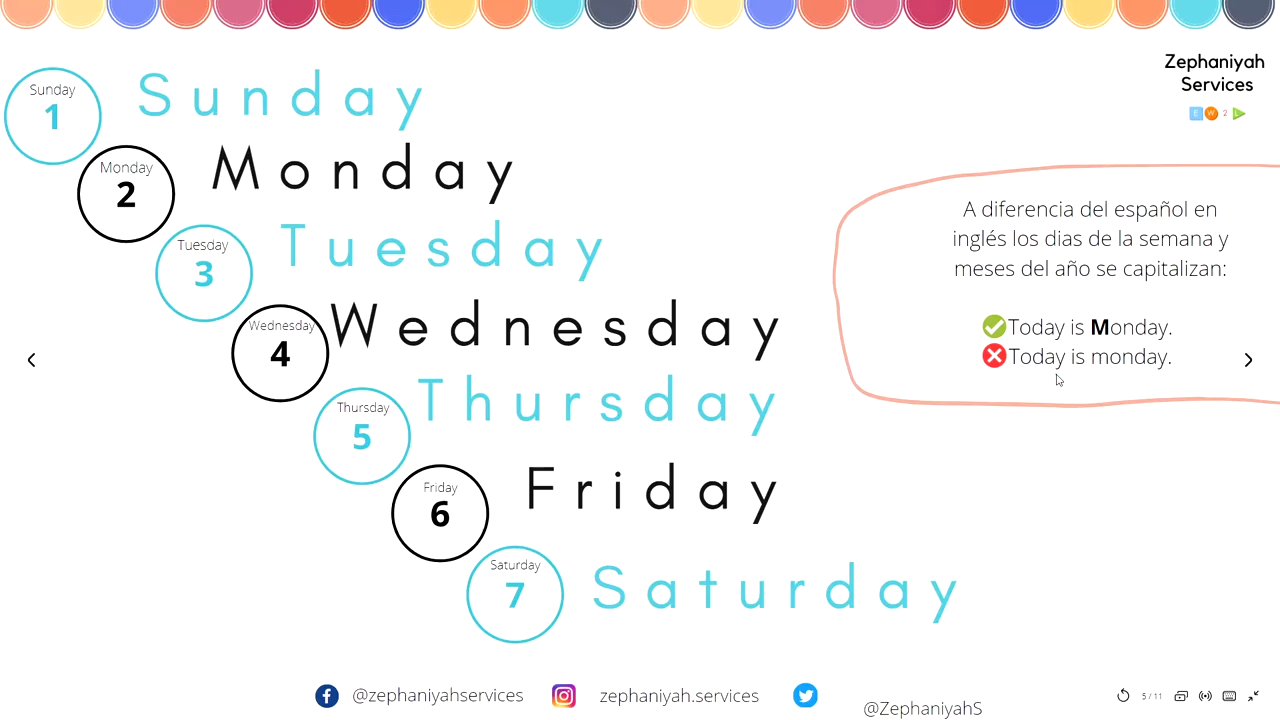 Zephaniyah
Services
E W 2
Sunday
1
Sunday
Monday
2
Monday
Tuesday
3
Tuesday
Wednesday
4
Wednesday
Thursday
5
Thursday
Friday
6
Friday
Saturday
7
Saturday
A diferencia del español en
inglés los dias de la semana y
meses del año se capitalizan:
Today is Monday.
Today is monday.
@zephaniyahservices
zephaniyah.services
@ZephaniyahS
5 / 11